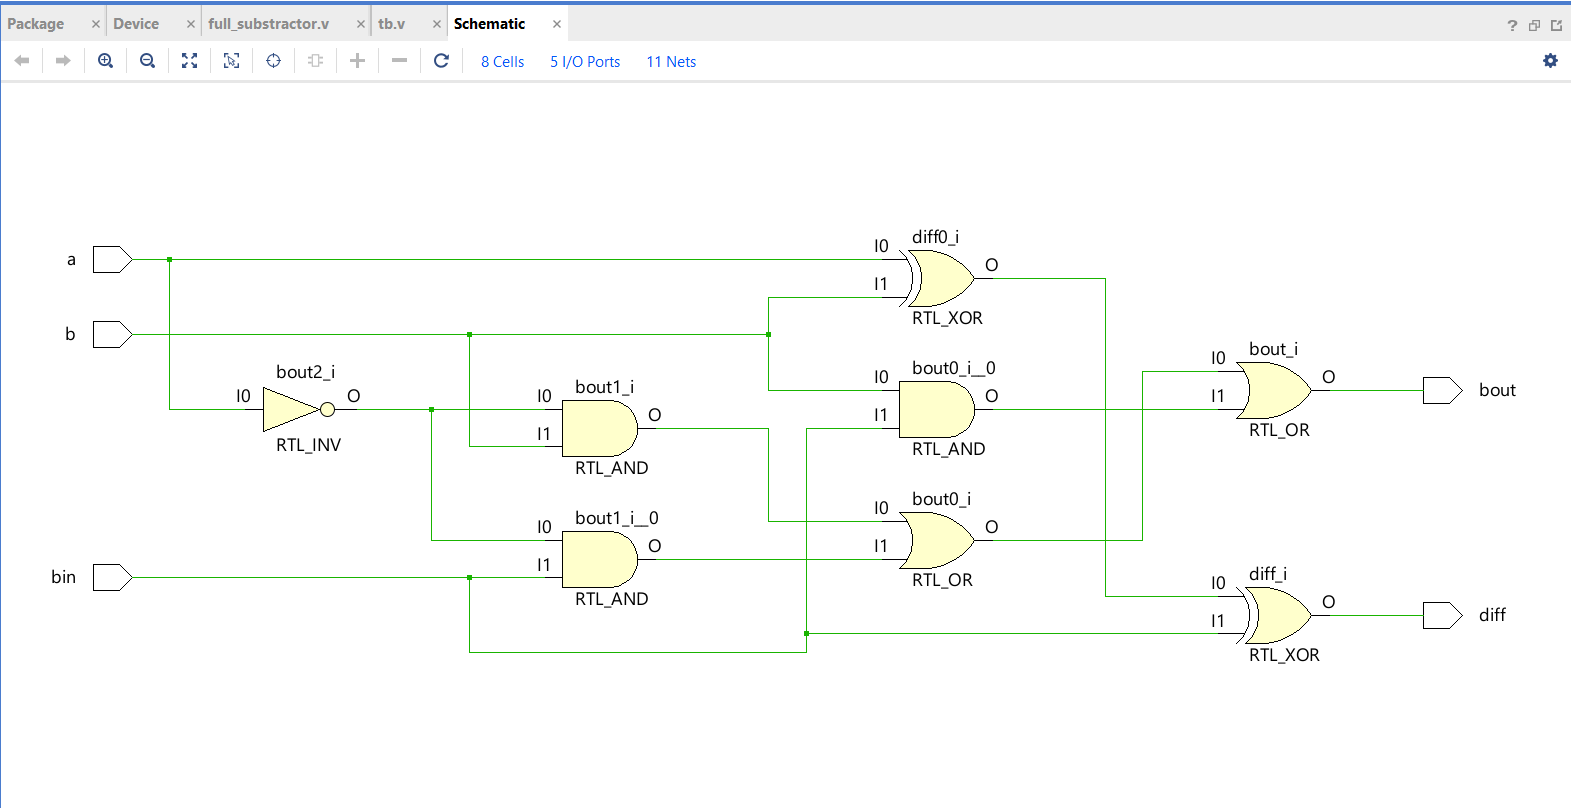 Package Device full_substractor.v tb.v Schematic
8 Cells 5 I/O Ports 11 Nets
a
b
bin
bout2_i
I0 O
RTL_INV
bout1_i
I0
I1
O
RTL_AND
bout1_i__0
I0
I1
O
RTL_AND
diff0_i
I0
I1
O
RTL_XOR
bout0_i__0
I0
I1
O
RTL_AND
bout0_i
I0
I1
O
RTL_OR
bout_i
I0
I1
O
RTL_OR
bout
diff_i
I0
I1
O
RTL_XOR
diff